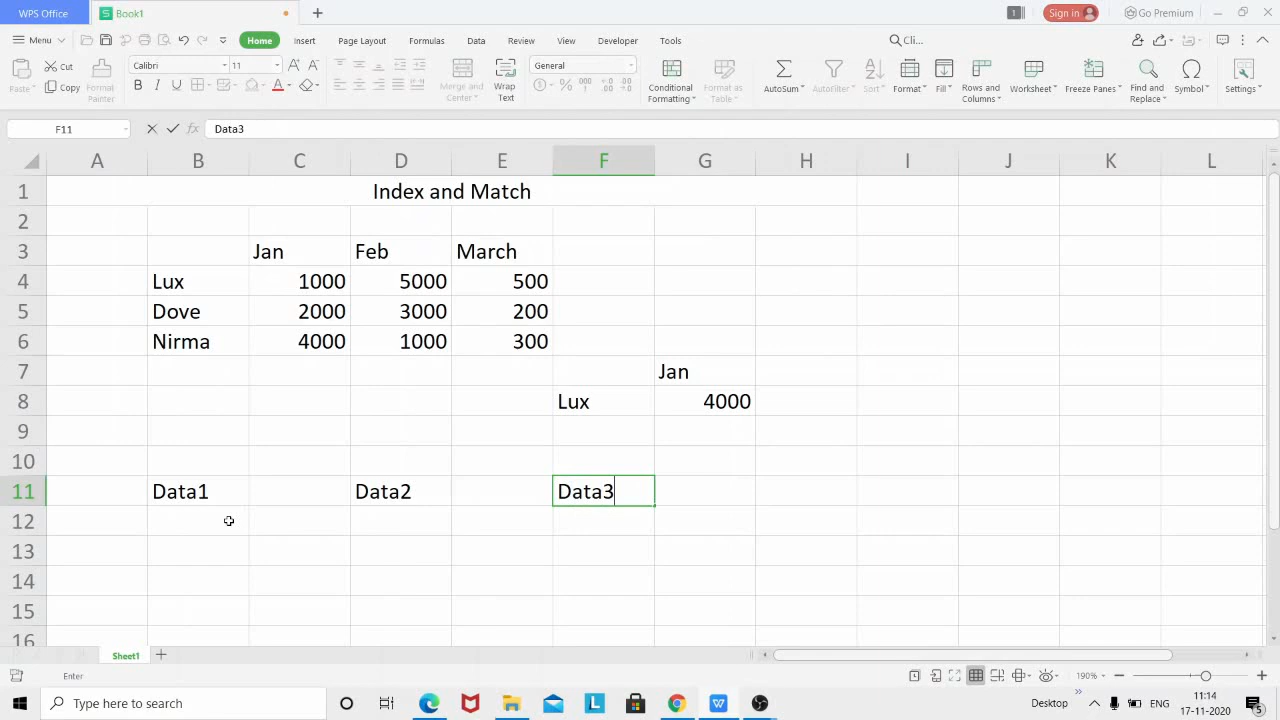 WPS Office Book1 1 Sign in Go Premium
Menu Home Insert Page Layout Formulas Data Review View Developer Cli...
Paste Cut Copy Format Painter Calibri 11 B I U A Merge and Center Wrap Text General % 000 Conditional Formatting Format as Table AutoSum AutoFilter Sort Format Fill Rows and Columns Worksheet Freeze Panes Find and Replace Symbol Settings
F11 fx Data3
A B C D E F G H I J K L
1 Index and Match
2
3 Jan Feb March
4 Lux 1000 5000 500
5 Dove 2000 3000 200
6 Nirma 4000 1000 300
7 Jan
8 Lux 4000
9
10
11 Data1 Data2 Data3
12
13
14
15
16
Sheet1
Enter 190%
Type here to search Desktop ENG 11:14 17-11-2020 5